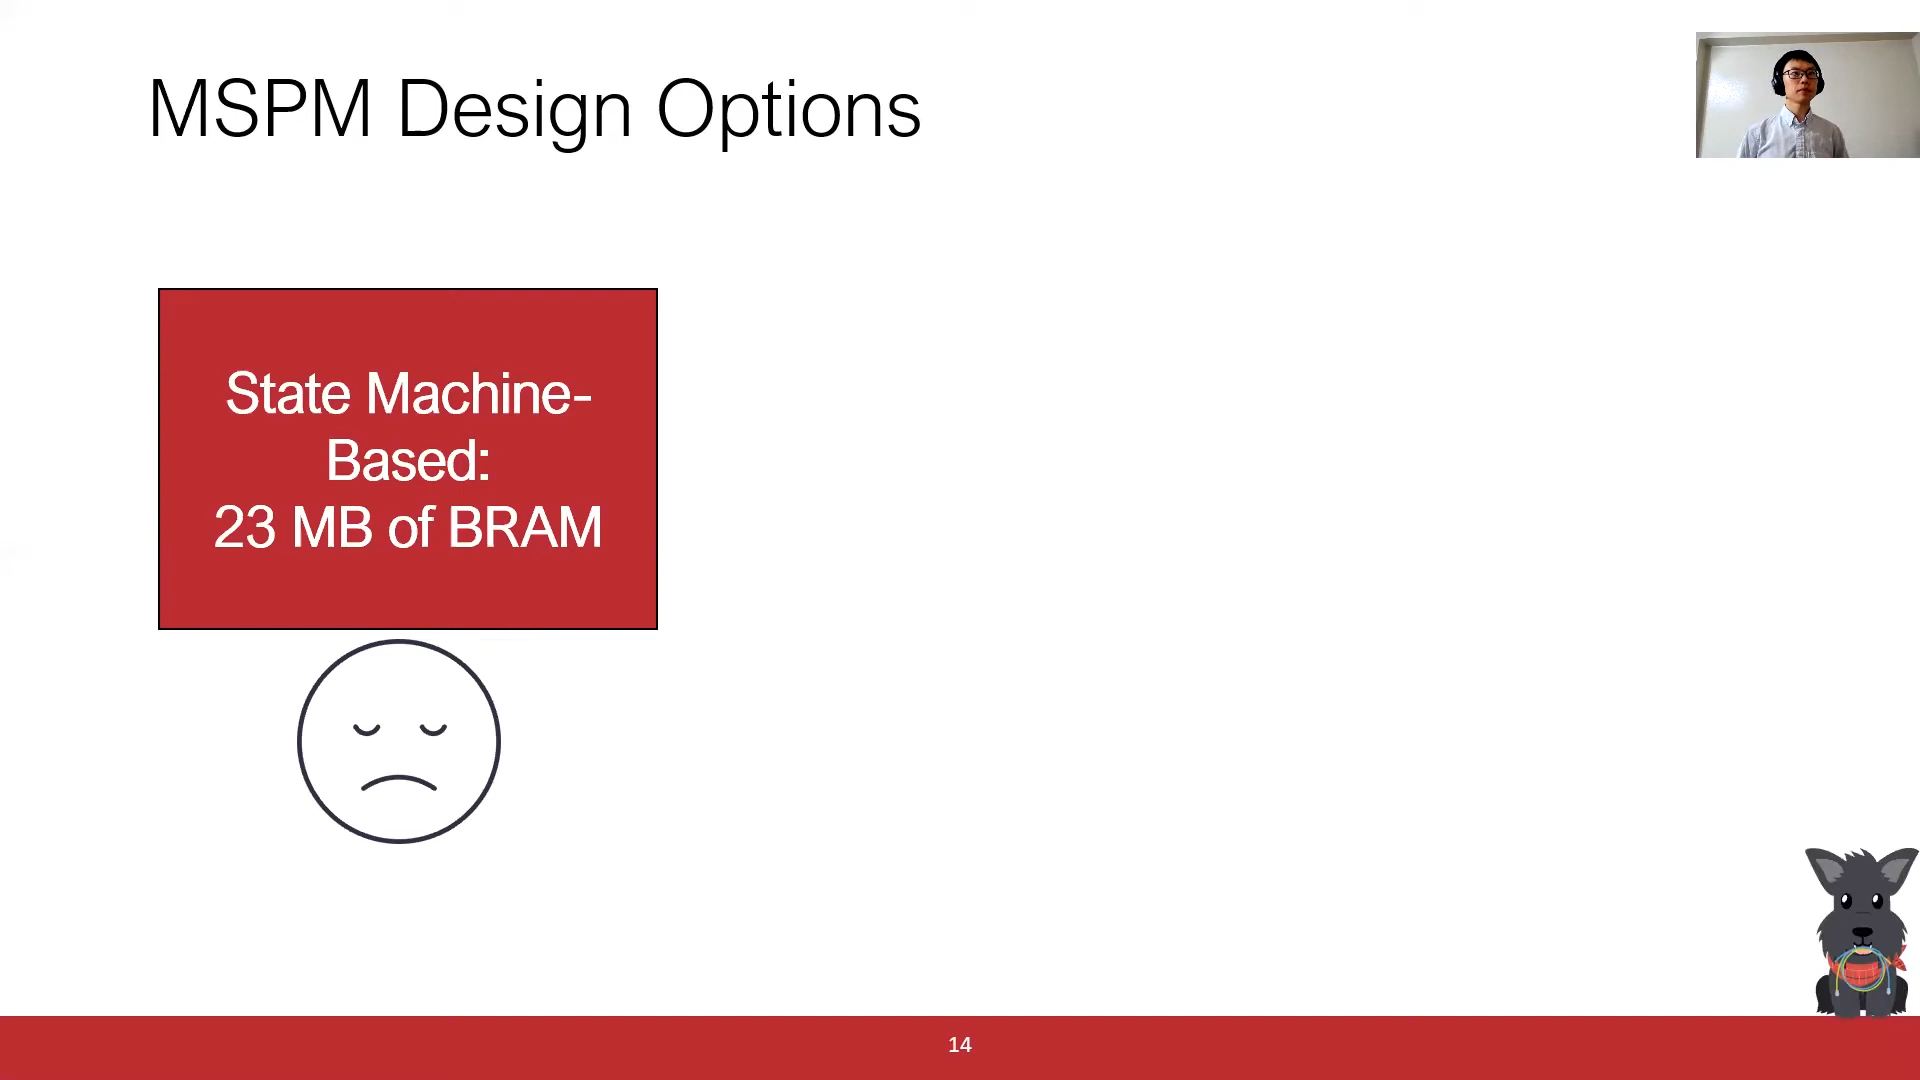 MSPM Design Options
State Machine-
Based:
23 MB of BRAM
14